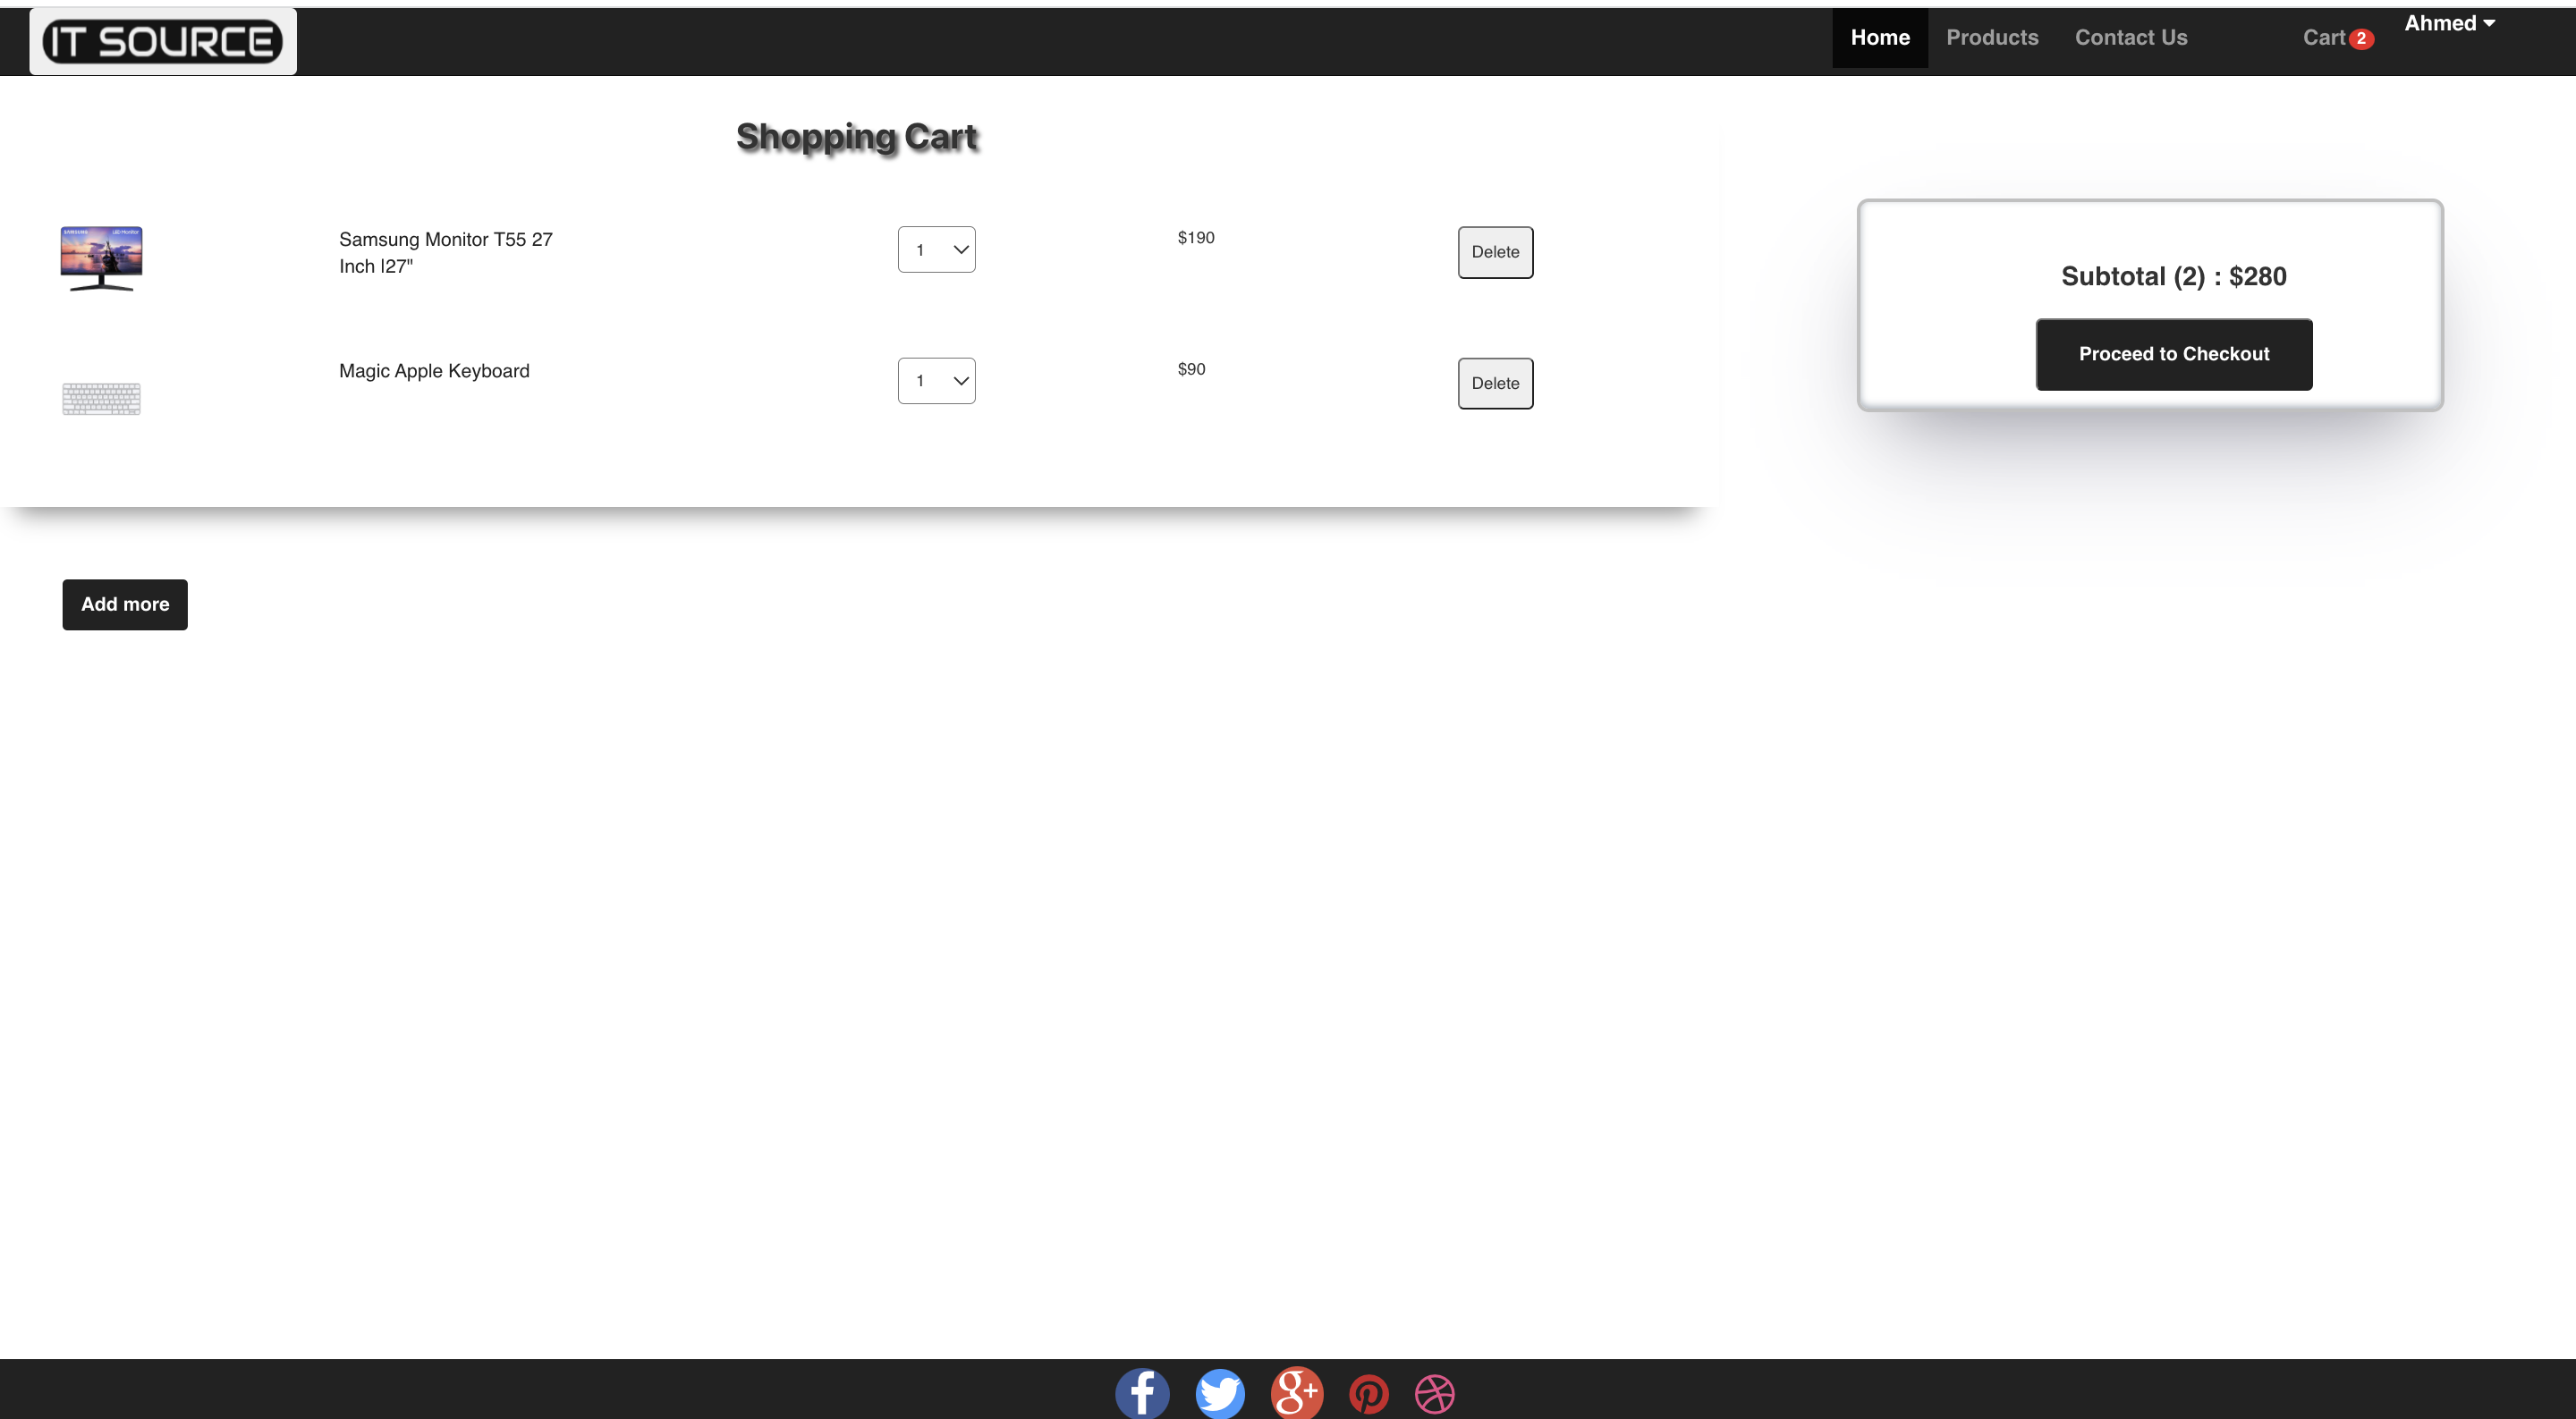 IT SOURCE
Home Products Contact Us Cart 2 Ahmed
Shopping Cart
Samsung Monitor T55 27
Inch |27"
1
$190
Delete
Magic Apple Keyboard
1
$90
Delete
Subtotal (2) : $280
Proceed to Checkout
Add more